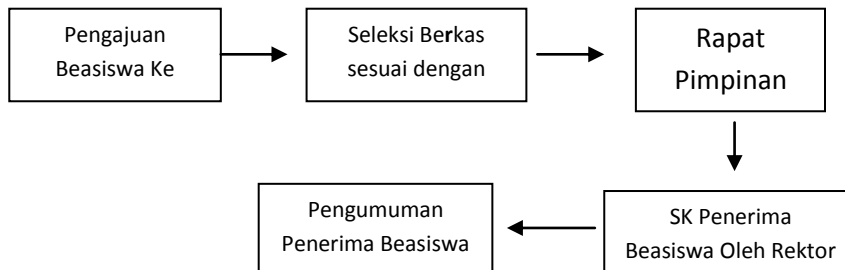 Pengajuan
Beasiswa Ke
Seleksi Berkas
sesuai dengan
Rapat
Pimpinan
SK Penerima
Beasiswa Oleh Rektor
Pengumuman
Penerima Beasiswa